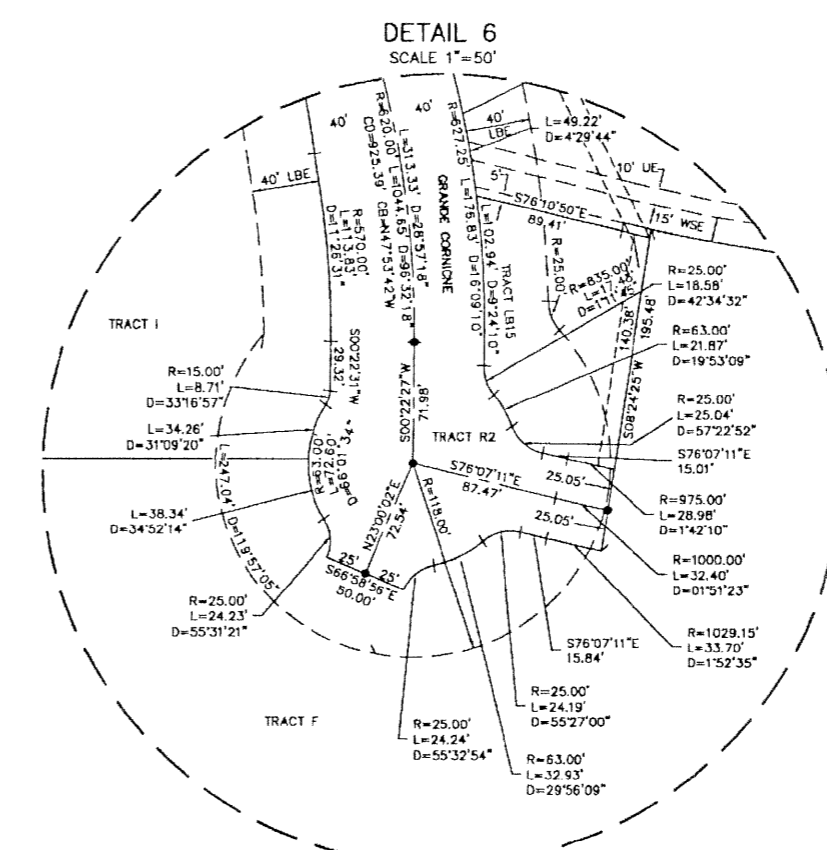 DETAIL 6
SCALE 1"=50'
40'
40'
R=620.00' L=1044.65' D=96°32'18"
CD=925.39' CB=N47°53'42"W
L=313.33' D=28°57'18"
GRANDE CORNICHE
R=627.25' L=176.83' D=16°09'10"
L=102.94' D=9°24'10"
TRACT LB15
40'
LBE
L=49.22'
D=4°29'44"
10' UE
5'
S76°10'50"E
89.41'
15' WSE
40' LBE
R=570.00'
L=113.83'
D=11°26'31"
R=25.00'
R=835.00'
L=17.43'
R=25.00'
L=18.58'
D=42°34'32"
140.38'
195.48'
S08°24'25"W
TRACT I
S00°22'31"W
29.32'
S00°22'27"W
71.98'
R=63.00'
L=21.87'
D=19°53'09"
R=15.00'
L=8.71'
D=33°16'57"
R=25.00'
L=25.04'
D=57°22'52"
L=34.26'
D=31°09'20"
R=63.00'
L=72.60'
D=66°01'34"
TRACT R2
S76°07'11"E
15.01'
L=247.04' D=119°57'05"
S76°07'11"E
87.47'
25.05'
25.05'
R=975.00'
L=28.98'
D=1°42'10"
R=118.00'
N23°00'02"E
72.54'
L=38.34'
D=34°52'14"
R=1000.00'
L=32.40'
D=01°51'23"
25'
25'
S66°58'56"E
50.00'
R=25.00'
L=24.23'
D=55°31'21"
R=1029.15'
L=33.70'
D=1°52'35"
S76°07'11"E
15.84'
R=25.00'
L=24.19'
D=55°27'00"
TRACT F
R=25.00'
L=24.24'
D=55°32'54"
R=63.00'
L=32.93'
D=29°56'09"